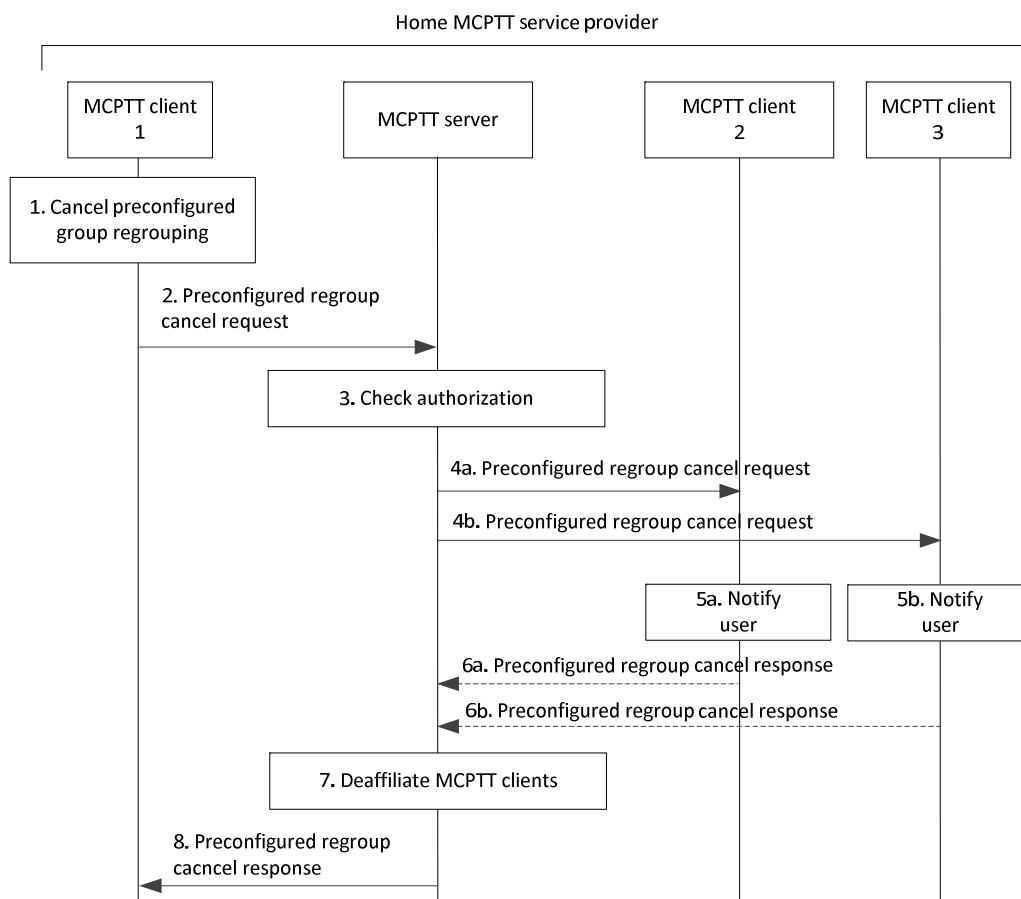 Home MCPTT service provider
MCPTT client
1
MCPTT server
MCPTT client
2
MCPTT client
3
1. Cancel preconfigured
group regrouping
2. Preconfigured regroup
cancel request
3. Check authorization
4a. Preconfigured regroup cancel request
4b. Preconfigured regroup cancel request
5a. Notify
user
5b. Notify
user
6a. Preconfigured regroup cancel response
6b. Preconfigured regroup cancel response
7. Deaffiliate MCPTT clients
8. Preconfigured regroup
cacncel response